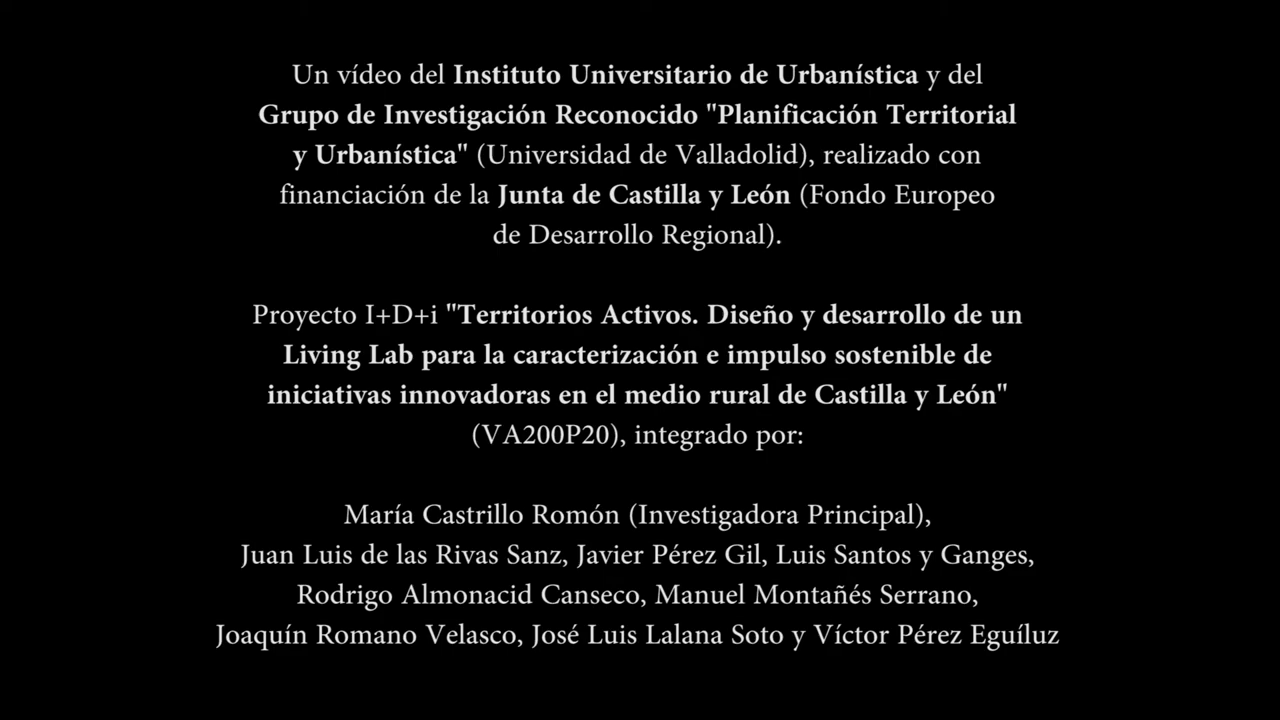 Un vídeo del Instituto Universitario de Urbanística y del
Grupo de Investigación Reconocido "Planificación Territorial
y Urbanística" (Universidad de Valladolid), realizado con
financiación de la Junta de Castilla y León (Fondo Europeo
de Desarrollo Regional).
Proyecto I+D+i "Territorios Activos. Diseño y desarrollo de un
Living Lab para la caracterización e impulso sostenible de
iniciativas innovadoras en el medio rural de Castilla y León"
(VA200P20), integrado por:
María Castrillo Romón (Investigadora Principal),
Juan Luis de las Rivas Sanz, Javier Pérez Gil, Luis Santos y Ganges,
Rodrigo Almonacid Canseco, Manuel Montañés Serrano,
Joaquín Romano Velasco, José Luis Lalana Soto y Víctor Pérez Eguíluz